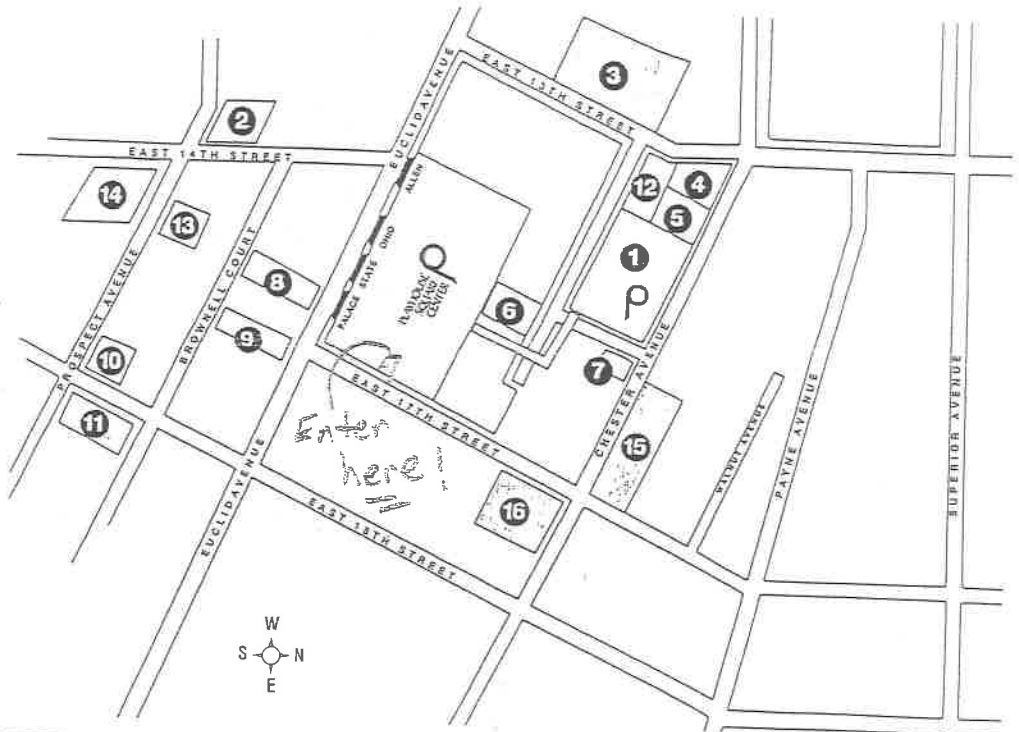 EAST 13TH STREET
EUCLID AVENUE
3
2
EAST 14TH STREET
14
13
12
4
5
1
P
ALLEN
OHIO
STATE
PALACE
PLAYHOUSE
SQUARE
CENTER
BROWNELL COURT
PROSPECT AVENUE
8
9
6
7
10
11
EAST 17TH STREET
CHESTER AVENUE
15
16
WALNUT AVENUE
PAYNE AVENUE
SUPERIOR AVENUE
Enter
here!
EUCLID AVENUE
EAST 18TH STREET
W
S N
E